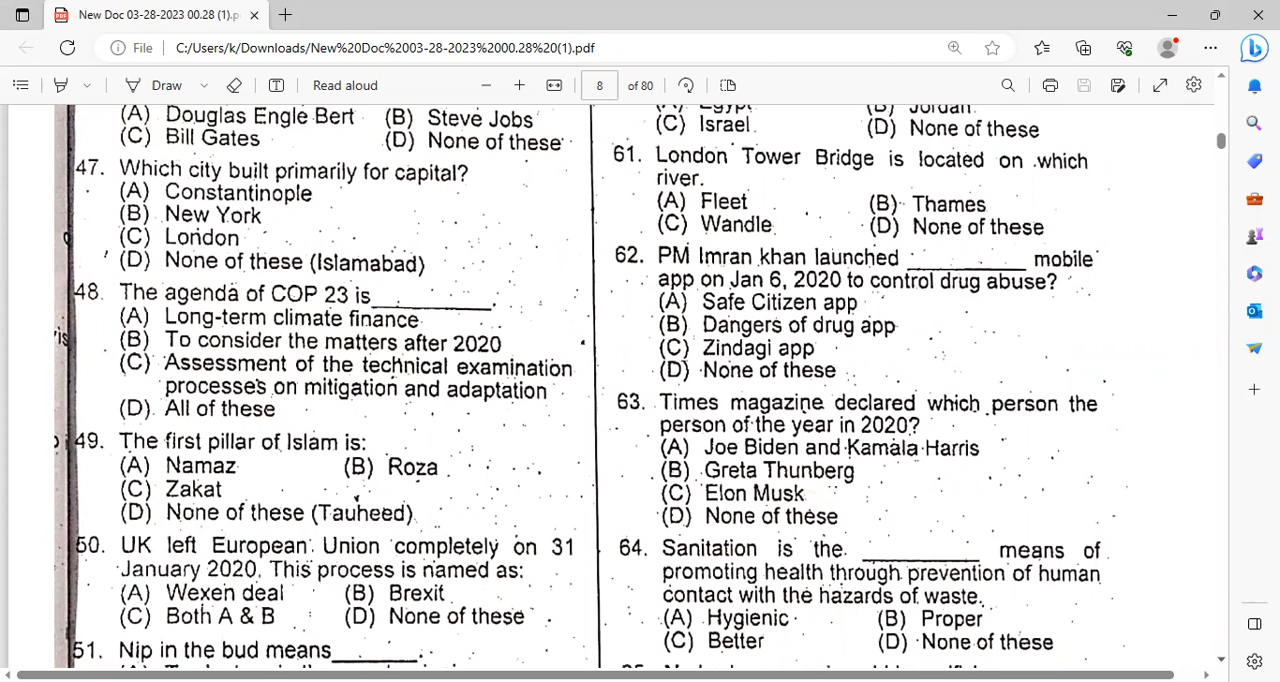 New Doc 03-28-2023 00.28 (1).p
File
C:/Users/k/Downloads/New%20Doc%2003-28-2023%2000.28%20(1).pdf
Draw
Read aloud
8
of 80
(A) Douglas Engle Bert (B) Steve Jobs
(C) Bill Gates (D) None of these
47. Which city built primarily for capital?
(A) Constantinople
(B) New York
(C) London
(D) None of these (Islamabad)
48. The agenda of COP 23 is__________.
(A) Long-term climate finance
(B) To consider the matters after 2020
(C) Assessment of the technical examination
processes on mitigation and adaptation
(D) All of these
49. The first pillar of Islam is:
(A) Namaz (B) Roza
(C) Zakat
(D) None of these (Tauheed)
50. UK left European Union completely on 31
January 2020. This process is named as:
(A) Wexen deal (B) Brexit
(C) Both A & B (D) None of these
51. Nip in the bud means_______.
(A) Egypt (B) Jordan
(C) Israel (D) None of these
61. London Tower Bridge is located on which
river.
(A) Fleet (B) Thames
(C) Wandle (D) None of these
62. PM Imran khan launched __________ mobile
app on Jan 6, 2020 to control drug abuse?
(A) Safe Citizen app
(B) Dangers of drug app
(C) Zindagi app
(D) None of these
63. Times magazine declared which person the
person of the year in 2020?
(A) Joe Biden and Kamala Harris
(B) Greta Thunberg
(C) Elon Musk
(D) None of these
64. Sanitation is the __________ means of
promoting health through prevention of human
contact with the hazards of waste.
(A) Hygienic (B) Proper
(C) Better (D) None of these